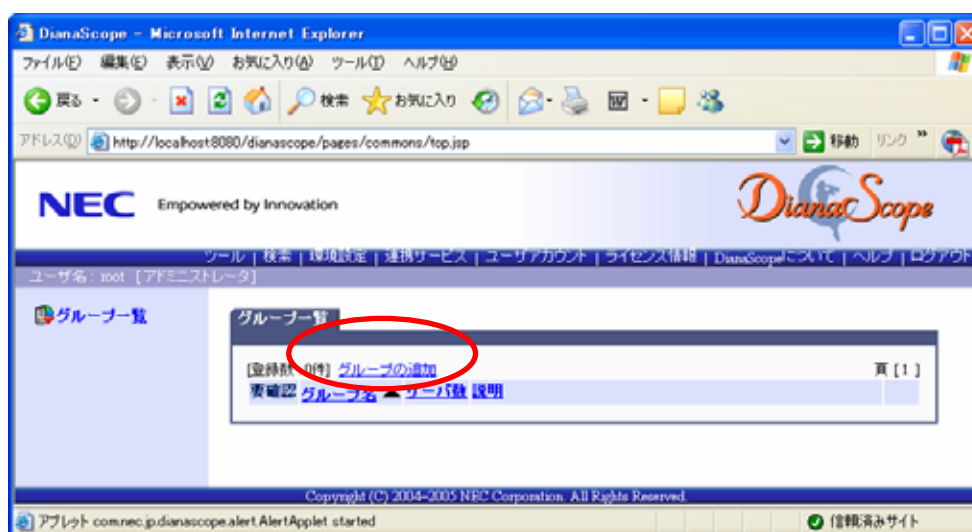 DianaScope - Microsoft Internet Explorer
ファイル(F) 編集(E) 表示(V) お気に入り(A) ツール(T) ヘルプ(H)
戻る 検索 お気に入り
アドレス(D) http://localhost:8080/dianascope/pages/commons/top.jsp 移動 リンク »
NEC Empowered by Innovation DianaScope
ツール | 検索 | 環境設定 | 連携サービス | ユーザアカウント | ライセンス情報 | DianaScopeについて | ヘルプ | ログアウト
ユーザ名 : root [アドミニストレータ]
グループ一覧
グループ一覧
[登録数 0件] グループの追加 頁 [ 1 ]
要確認 グループ名 ▲ サーバ数 説明
Copyright (C) 2004-2005 NEC Corporation. All Rights Reserved.
アプレット com.nec.jp.dianascope.alert.AlertApplet started 信頼済みサイト